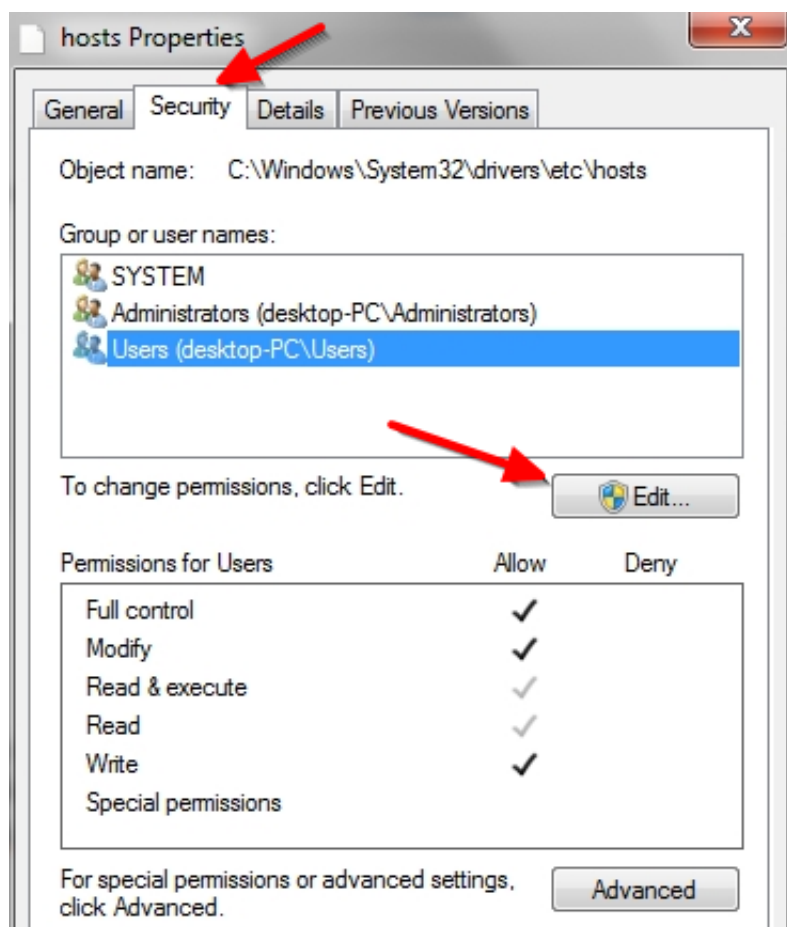 hosts Properties
General Security Details Previous Versions
Object name: C:\Windows\System32\drivers\etc\hosts
Group or user names:
SYSTEM
Administrators (desktop-PC\Administrators)
Users (desktop-PC\Users)
To change permissions, click Edit.
Edit...
Permissions for Users Allow Deny
Full control
Modify
Read & execute
Read
Write
Special permissions
For special permissions or advanced settings,
click Advanced.
Advanced